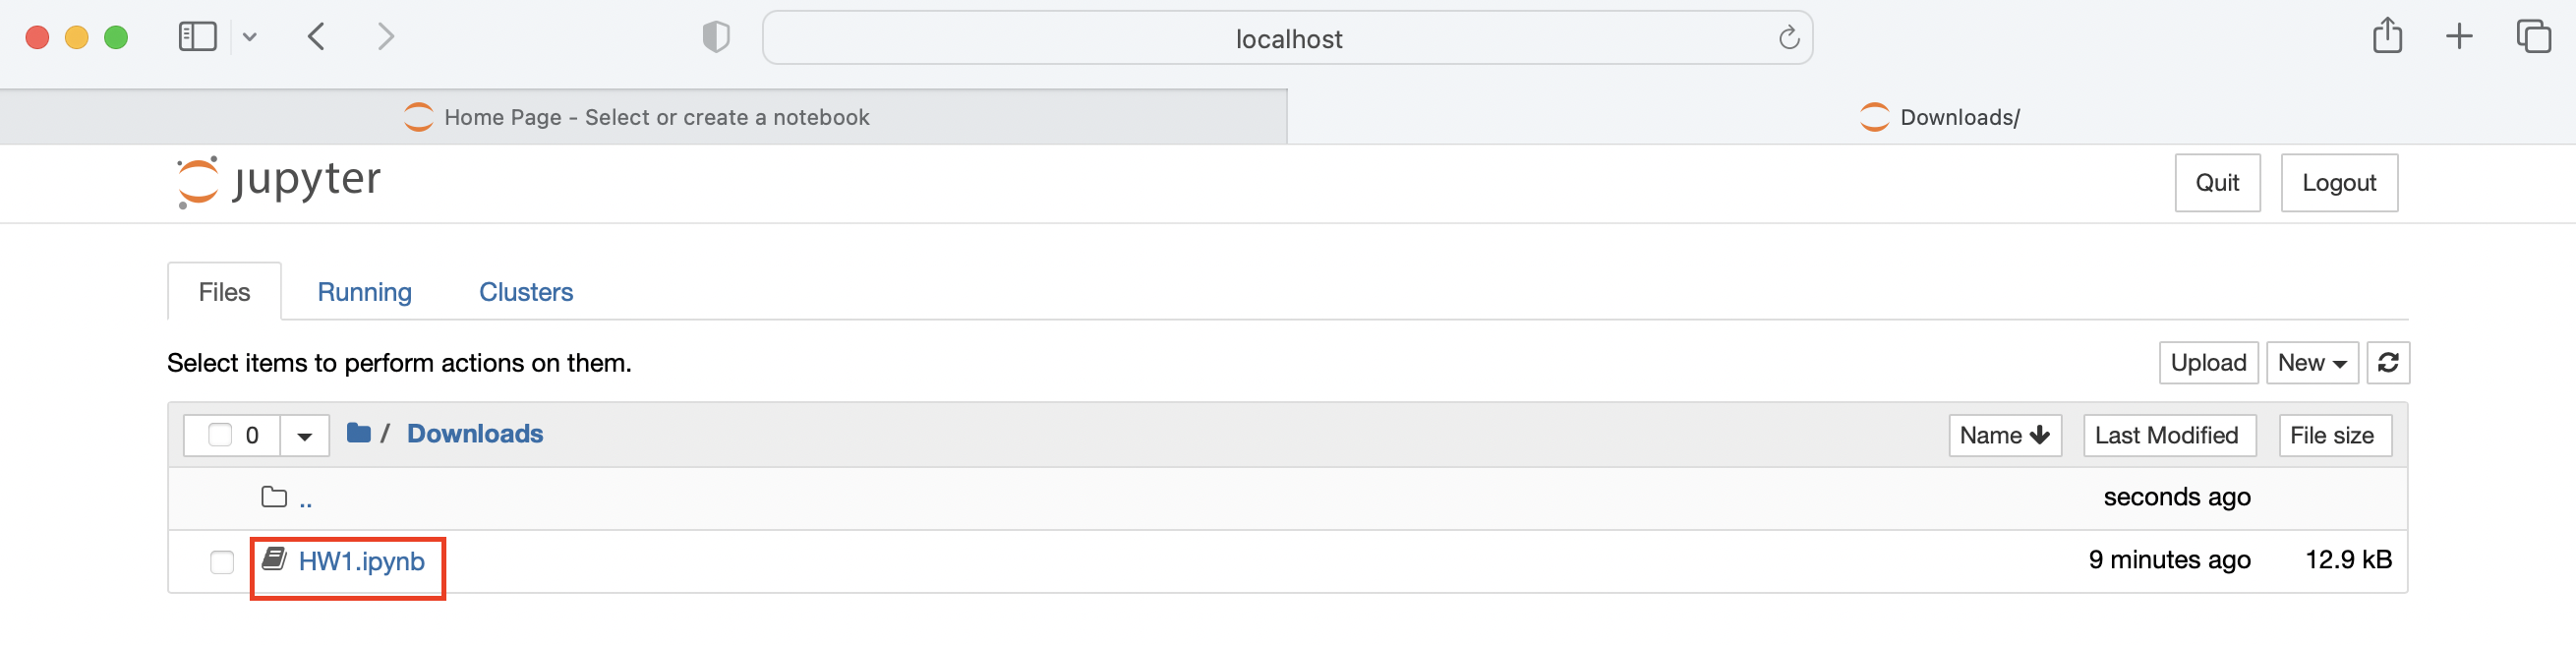 localhost
Home Page - Select or create a notebook
Downloads/
jupyter
Quit
Logout
Files
Running
Clusters
Select items to perform actions on them.
Upload
New
0
/ Downloads
Name
Last Modified
File size
..
seconds ago
HW1.ipynb
9 minutes ago
12.9 kB